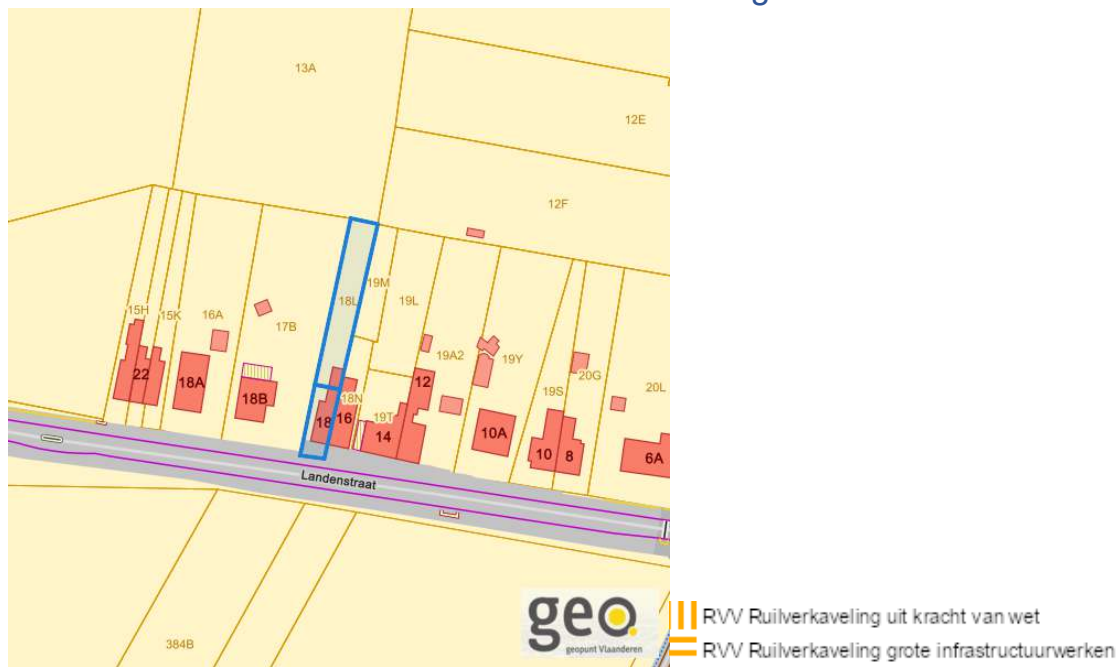 13A
12E
12F
19M
18L
19L
15H
15K
16A
17B
19A2
19Y
20G
19S
20L
22
18A
18B
12
18N
18
16
19T
14
10A
10
8
6A
Landenstraat
384B
geo.
geopunt Vlaanderen
RVV Ruilverkaveling uit kracht van wet
RVV Ruilverkaveling grote infrastructuurwerken